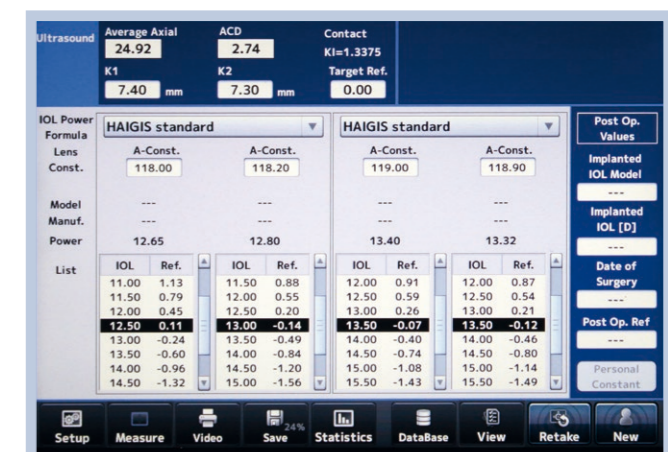 Ultrasound
Average Axial ACD Contact
24.92 2.74 KI=1.3375
K1 K2 Target Ref.
7.40 mm 7.30 mm 0.00
IOL Power Formula HAIGIS standard HAIGIS standard
Lens Const. A-Const. A-Const. A-Const. A-Const.
118.00 118.20 119.00 118.90
Model --- --- --- ---
Manuf. --- --- --- ---
Power 12.65 12.80 13.40 13.32
List IOL Ref. IOL Ref. IOL Ref. IOL Ref.
11.00 1.13 11.50 0.88 12.00 0.91 12.00 0.87
11.50 0.79 12.00 0.55 12.50 0.59 12.50 0.54
12.00 0.45 12.50 0.20 13.00 0.26 13.00 0.21
12.50 0.11 13.00 -0.14 13.50 -0.07 13.50 -0.12
13.00 -0.24 13.50 -0.49 14.00 -0.40 14.00 -0.46
13.50 -0.60 14.00 -0.84 14.50 -0.74 14.50 -0.80
14.00 -0.96 14.50 -1.20 15.00 -1.08 15.00 -1.14
14.50 -1.32 15.00 -1.56 15.50 -1.43 15.50 -1.49
Post Op.
Values
Implanted
IOL Model
---
Implanted
IOL [D]
---
Date of
Surgery
---
Post Op. Ref
---
Personal
Constant
Setup Measure Video Save 24% Statistics DataBase View Retake New